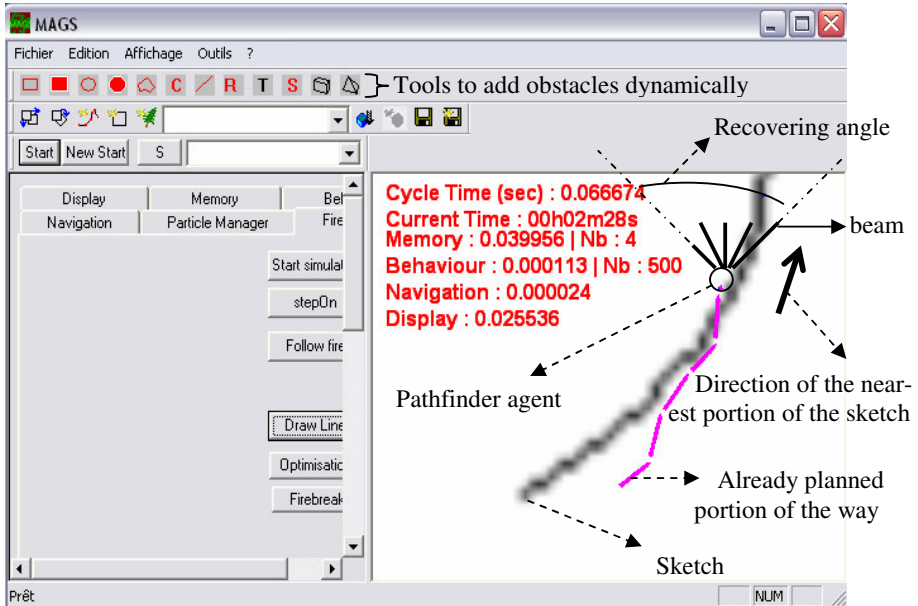 MAGS
Fichier Edition Affichage Outils ?
C R T S
Tools to add obstacles dynamically
Start New Start S
Display Memory Bel
Navigation Particle Manager Fire
Start simulat
stepOn
Follow fire
Draw Line
Optimisatic
Firebreak
Cycle Time (sec) : 0.066674
Current Time : 00h02m28s
Memory : 0.039956 | Nb : 4
Behaviour : 0.000113 | Nb : 500
Navigation : 0.000024
Display : 0.025536
Recovering angle
beam
Pathfinder agent
Direction of the near-
est portion of the sketch
Already planned
portion of the way
Sketch
Prêt NUM